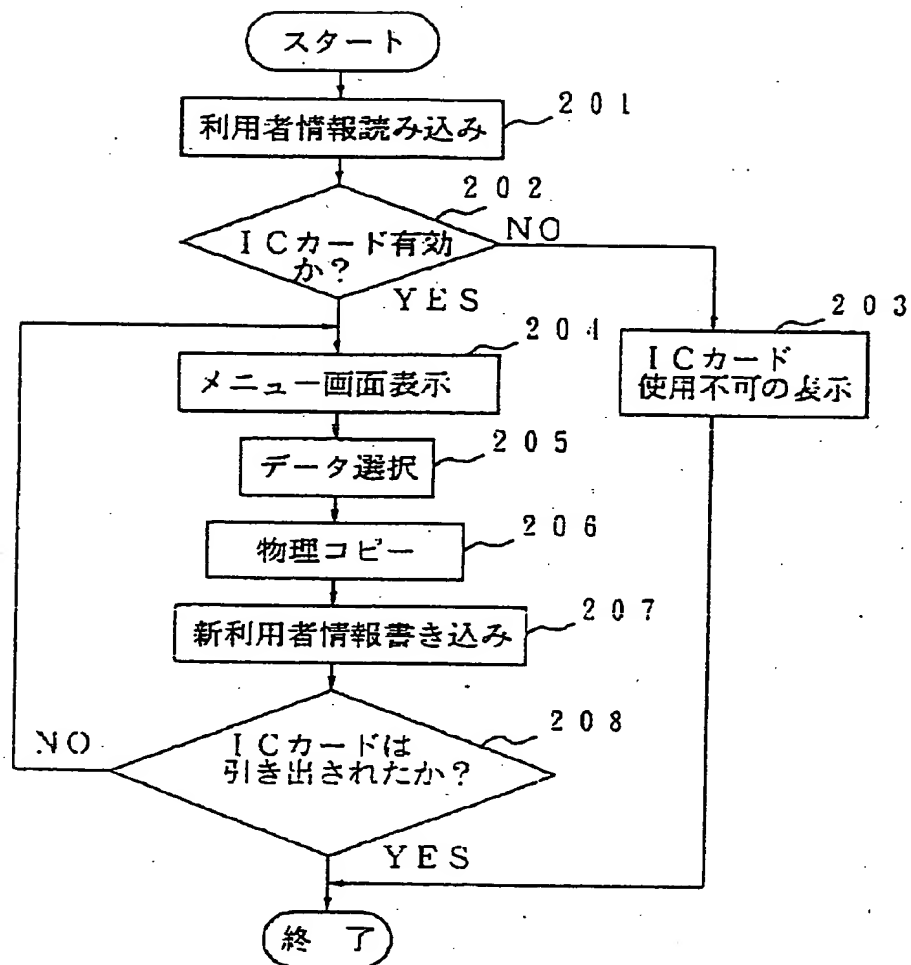 スタート
201
利用者情報読み込み
202
ICカード有効
か?
NO
YES
203
ICカード
使用不可の表示
204
メニュー画面表示
205
データ選択
206
物理コピー
207
新利用者情報書き込み
208
ICカードは
引き出されたか?
NO
YES
終了